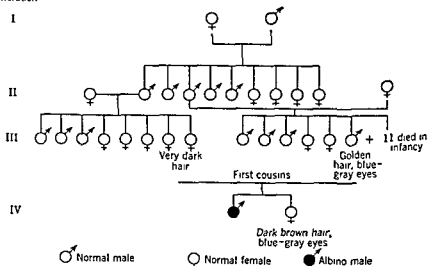 I
II
III
Very dark
hair
Golden
hair, blue-
gray eyes
+ 11 died in
infancy
First cousins
IV
Dark brown hair,
blue-gray eyes
Normal male
Normal female
Albino male